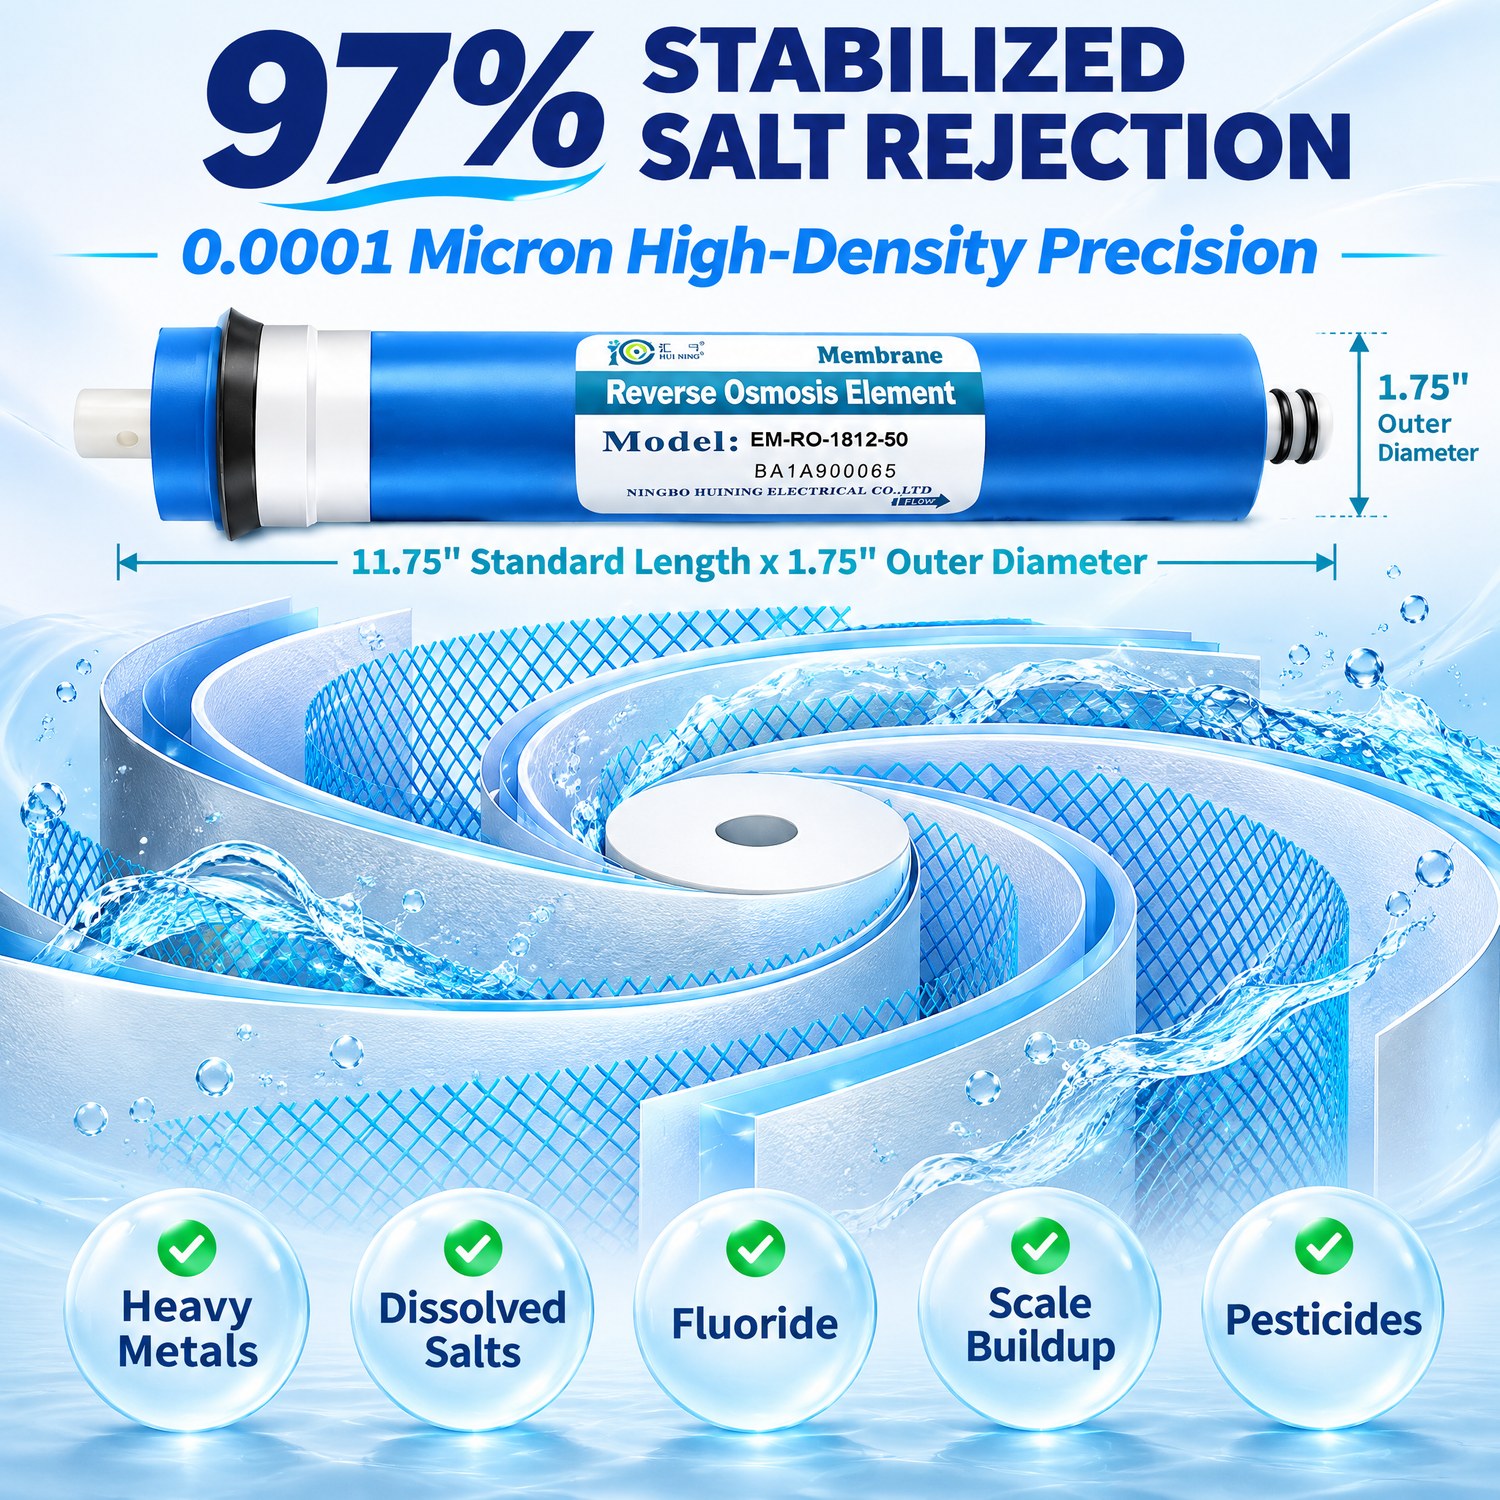 97%
STABILIZED
SALT REJECTION
0.0001 Micron High-Density Precision
HUI NING®
Membrane
Reverse Osmosis Element
Model: EM-RO-1812-50
BA1A900065
NINGBO HUINING ELECTRICAL CO.,LTD
FLOW
1.75"
Outer
Diameter
11.75" Standard Length x 1.75" Outer Diameter
Heavy
Metals
Dissolved
Salts
Fluoride
Scale
Buildup
Pesticides